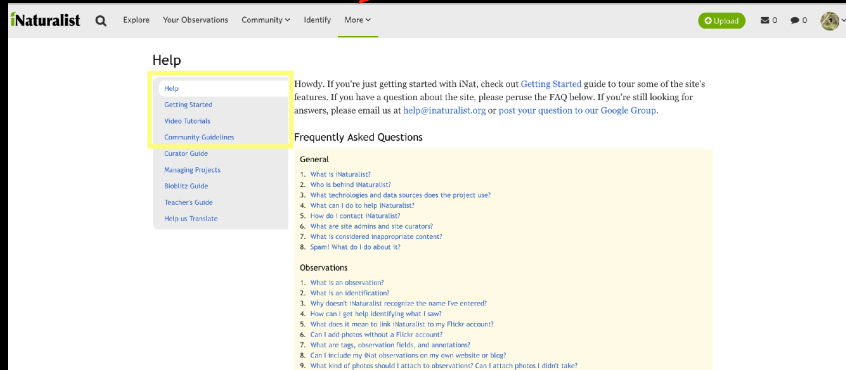 iNaturalist Explore Your Observations Community Identify More Upload 0 0
Help
Help
Getting Started
Video Tutorials
Community Guidelines
Curator Guide
Managing Projects
Bioblitz Guide
Teacher's Guide
Help us Translate
Howdy. If you're just getting started with iNat, check out Getting Started guide to tour some of the site's
features. If you have a question about the site, please peruse the FAQ below. If you're still looking for
answers, please email us at help@inaturalist.org or post your question to our Google Group.
Frequently Asked Questions
General
1. What is iNaturalist?
2. Who is behind iNaturalist?
3. What technologies and data sources does the project use?
4. What can I do to help iNaturalist?
5. How do I contact iNaturalist?
6. What are site admins and site curators?
7. What is considered inappropriate content?
8. Spam! What do I do about it?
Observations
1. What is an observation?
2. What is an identification?
3. Why doesn't iNaturalist recognize the name I've entered?
4. How can I get help identifying what I saw?
5. What does it mean to link iNaturalist to my Flickr account?
6. Can I add photos without a Flickr account?
7. What are tags, observation fields, and annotations?
8. Can I include my iNat observations on my own website or blog?
9. What kind of photos should I attach to observations? Can I attach photos I didn't take?